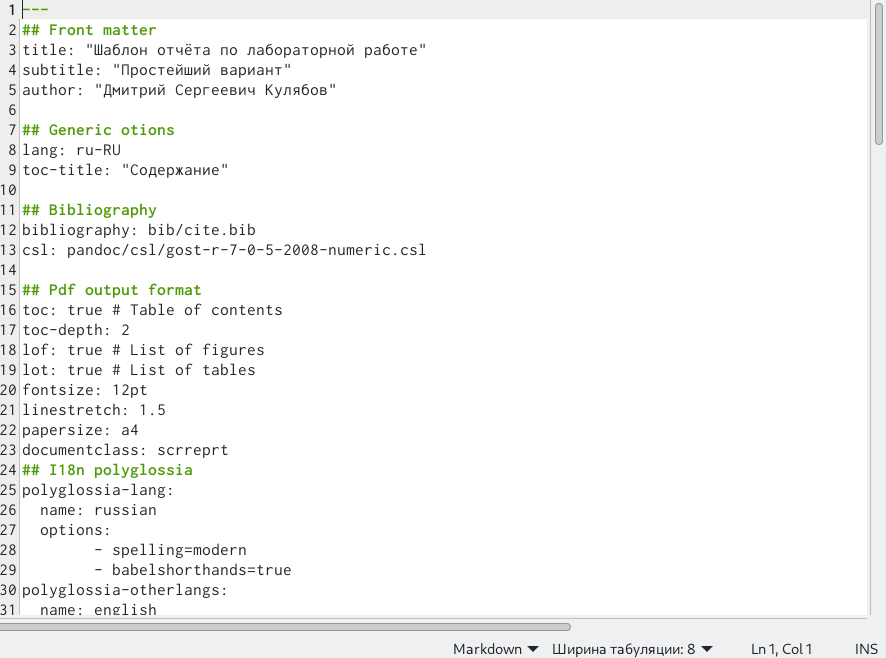 1 ---
2 ## Front matter
3 title: "Шаблон отчёта по лабораторной работе"
4 subtitle: "Простейший вариант"
5 author: "Дмитрий Сергеевич Кулябов"
6
7 ## Generic otions
8 lang: ru-RU
9 toc-title: "Содержание"
10
11 ## Bibliography
12 bibliography: bib/cite.bib
13 csl: pandoc/csl/gost-r-7-0-5-2008-numeric.csl
14
15 ## Pdf output format
16 toc: true # Table of contents
17 toc-depth: 2
18 lof: true # List of figures
19 lot: true # List of tables
20 fontsize: 12pt
21 linestretch: 1.5
22 papersize: a4
23 documentclass: scrreprt
24 ## I18n polyglossia
25 polyglossia-lang:
26   name: russian
27   options:
28         - spelling=modern
29         - babelshorthands=true
30 polyglossia-otherlangs:
31   name: english
Markdown Ширина табуляции: 8 Ln 1, Col 1 INS